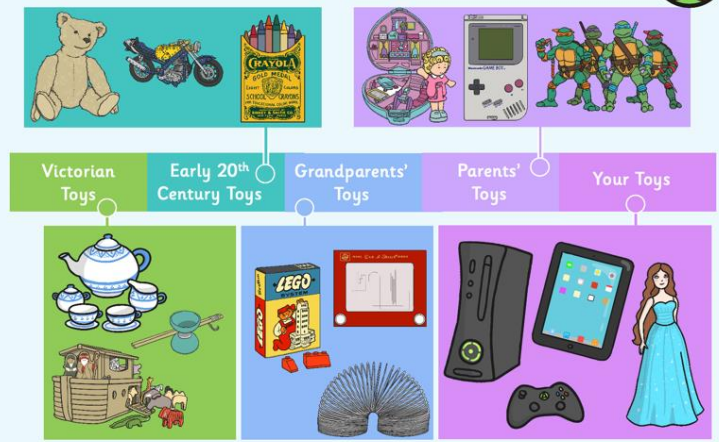 CRAYOLA
GOLD MEDAL
SCHOOL CRAYONS
GAME BOY
Victorian
Toys
Early 20th
Century Toys
Grandparents'
Toys
Parents'
Toys
Your Toys
LEGO
SYSTEM